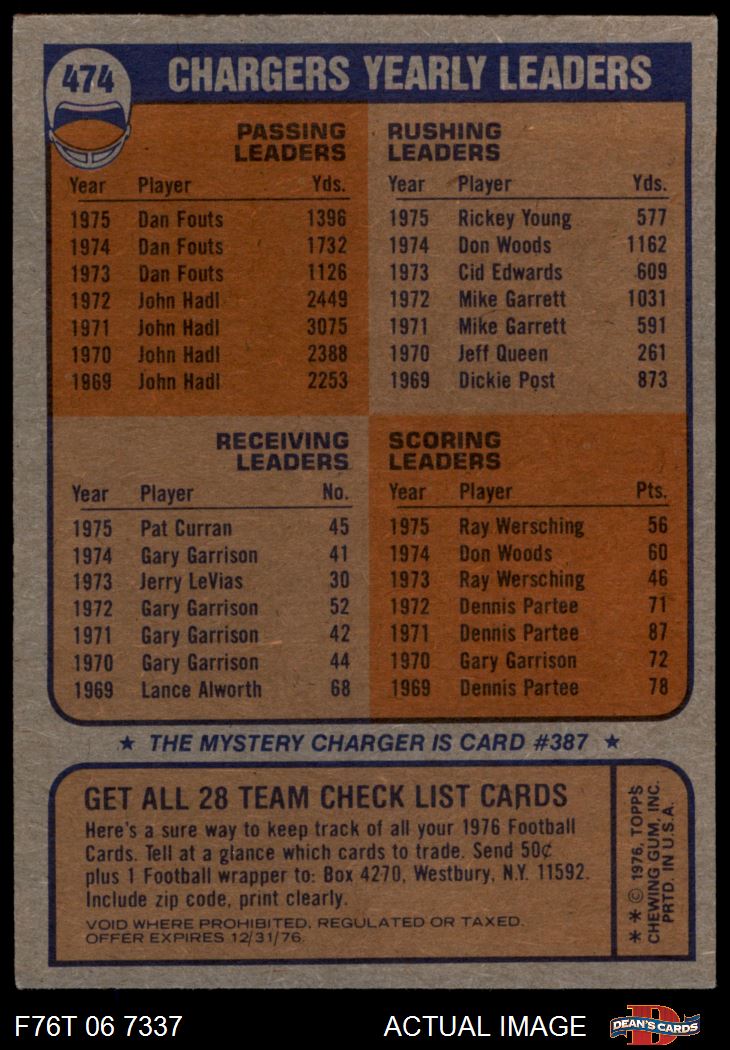 474
CHARGERS YEARLY LEADERS
PASSING
LEADERS
Year Player Yds.
1975 Dan Fouts 1396
1974 Dan Fouts 1732
1973 Dan Fouts 1126
1972 John Hadl 2449
1971 John Hadl 3075
1970 John Hadl 2388
1969 John Hadl 2253
RUSHING
LEADERS
Year Player Yds.
1975 Rickey Young 577
1974 Don Woods 1162
1973 Cid Edwards 609
1972 Mike Garrett 1031
1971 Mike Garrett 591
1970 Jeff Queen 261
1969 Dickie Post 873
RECEIVING
LEADERS
Year Player No.
1975 Pat Curran 45
1974 Gary Garrison 41
1973 Jerry LeVias 30
1972 Gary Garrison 52
1971 Gary Garrison 42
1970 Gary Garrison 44
1969 Lance Alworth 68
SCORING
LEADERS
Year Player Pts.
1975 Ray Wersching 56
1974 Don Woods 60
1973 Ray Wersching 46
1972 Dennis Partee 71
1971 Dennis Partee 87
1970 Gary Garrison 72
1969 Dennis Partee 78
★ THE MYSTERY CHARGER IS CARD #387 ★
GET ALL 28 TEAM CHECK LIST CARDS
Here's a sure way to keep track of all your 1976 Football
Cards. Tell at a glance which cards to trade. Send 50¢
plus 1 Football wrapper to: Box 4270, Westbury, N.Y. 11592.
Include zip code, print clearly.
VOID WHERE PROHIBITED, REGULATED OR TAXED.
OFFER EXPIRES 12/31/76.
** © 1976, TOPPS
CHEWING GUM, INC.
PRTD. IN U.S.A.
F76T 06 7337
ACTUAL IMAGE
D
DEAN'S CARDS